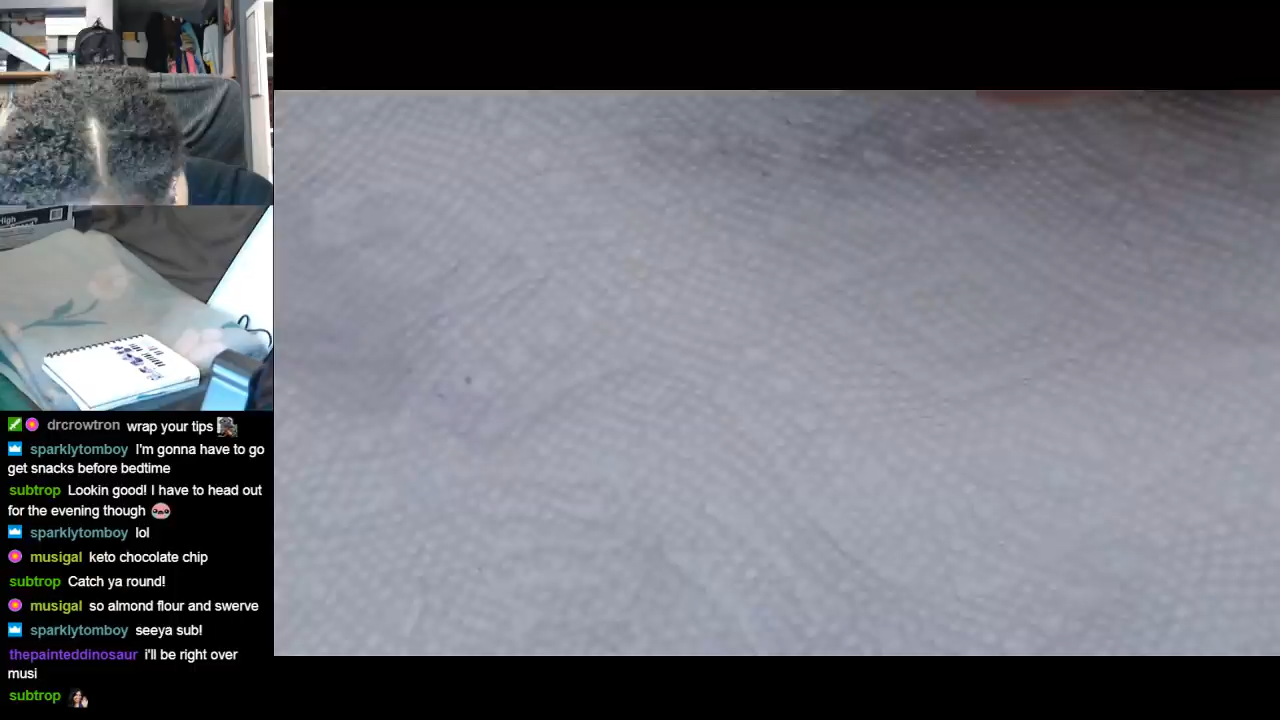 High
drcrowtron wrap your tips
sparklytomboy I'm gonna have to go
get snacks before bedtime
subtrop Lookin good! I have to head out
for the evening though
sparklytomboy lol
musigal keto chocolate chip
subtrop Catch ya round!
musigal so almond flour and swerve
sparklytomboy seeya sub!
thepainteddinosaur i'll be right over
musi
subtrop